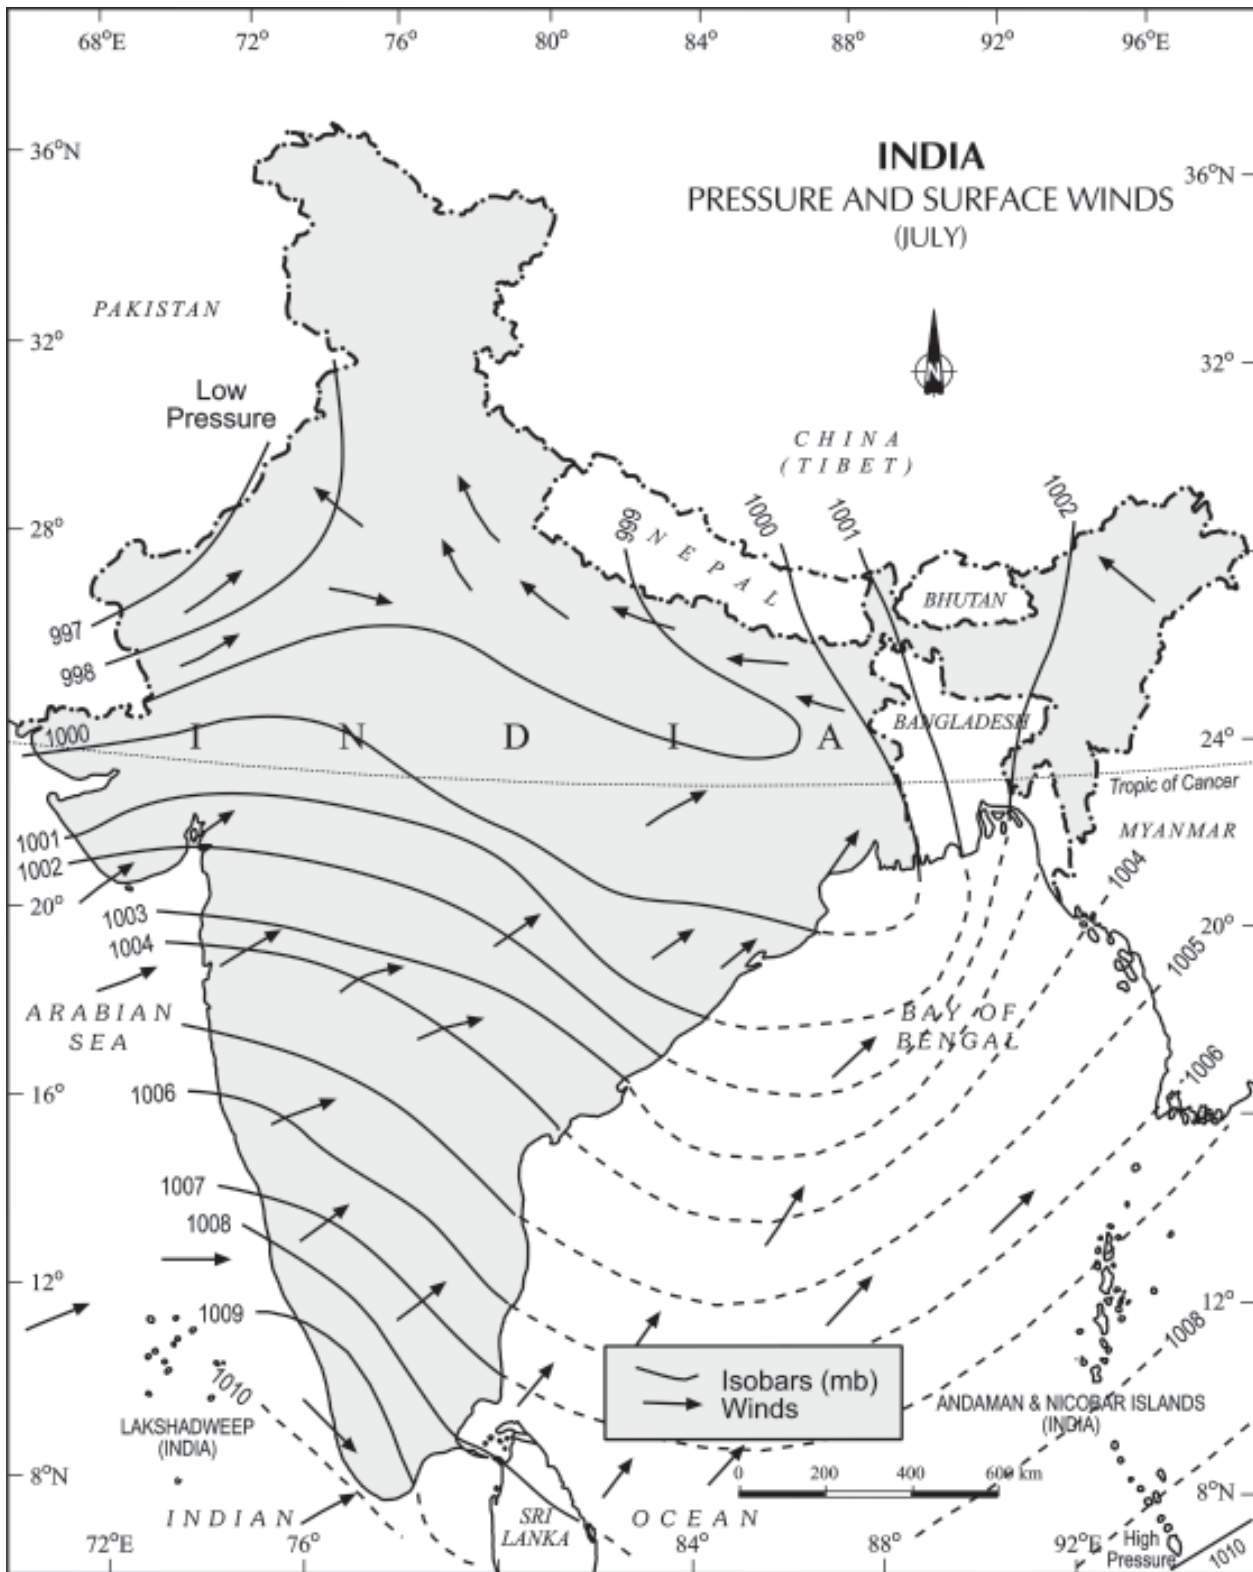 68°E 72° 76° 80° 84° 88° 92° 96°E
36°N
INDIA
PRESSURE AND SURFACE WINDS
(JULY)
36°N
PAKISTAN
N
32°
32°
Low
Pressure
CHINA
(TIBET)
1000
1001
1002
28°
999
NEPAL
28°
BHUTAN
997
998
1000
INDIA
BANGLADESH
24°
Tropic of Cancer
MYANMAR
1001
1002
1004
20°
1003
20°
1004
1005
ARABIAN
SEA
BAY OF
BENGAL
1006
16°
1006
1007
1008
12°
12°
1008
1009
1010
Isobars (mb)
Winds
LAKSHADWEEP
(INDIA)
ANDAMAN & NICOBAR ISLANDS
(INDIA)
8°N
0 200 400 600 km
8°N
INDIAN
SRI
LANKA
OCEAN
High
Pressure
1010
72°E 76° 84° 88° 92°E